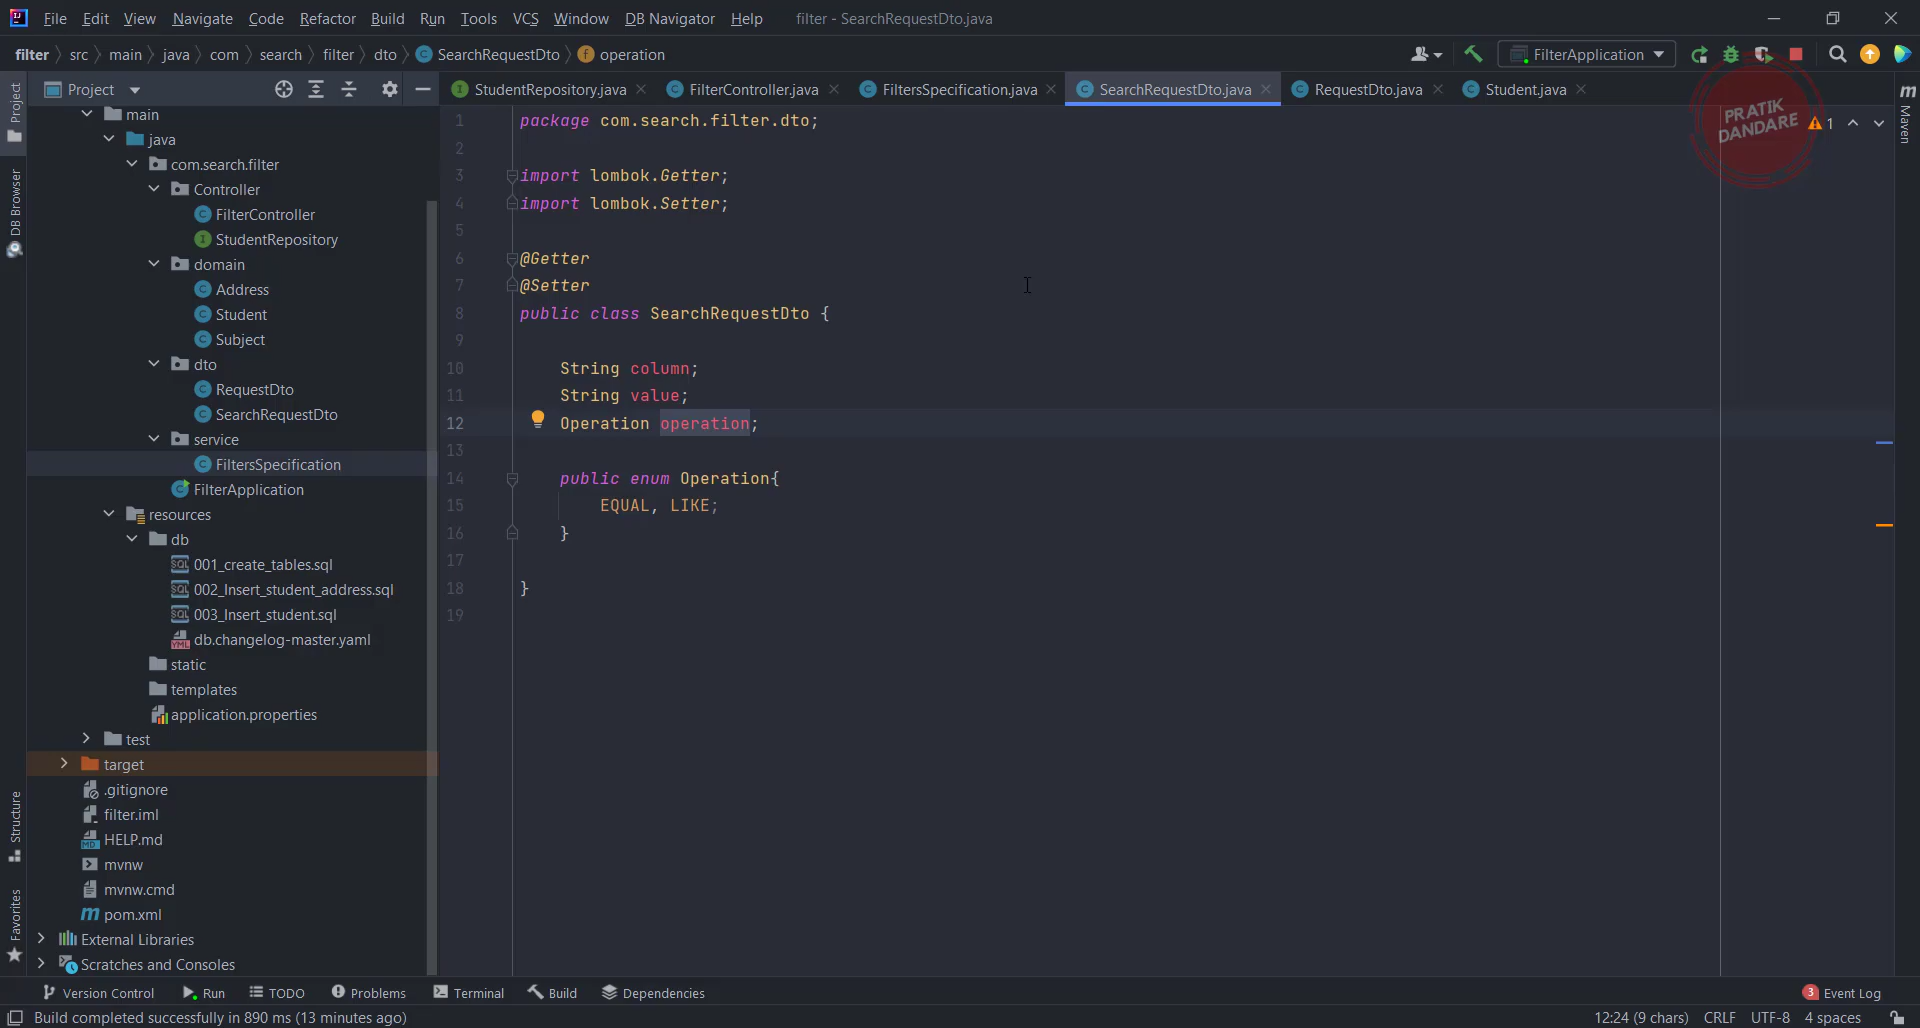 File Edit View Navigate Code Refactor Build Run Tools VCS Window DB Navigator Help filter - SearchRequestDto.java
filter src main java com search filter dto SearchRequestDto operation FilterApplication
Project StudentRepository.java FilterController.java FiltersSpecification.java SearchRequestDto.java RequestDto.java Student.java
Project
DB Browser
Structure
Favorites
main
java
com.search.filter
Controller
FilterController
StudentRepository
domain
Address
Student
Subject
dto
RequestDto
SearchRequestDto
service
FiltersSpecification
FilterApplication
resources
db
001_create_tables.sql
002_Insert_student_address.sql
003_Insert_student.sql
db.changelog-master.yaml
static
templates
application.properties
test
target
.gitignore
filter.iml
HELP.md
mvnw
mvnw.cmd
pom.xml
External Libraries
Scratches and Consoles
1 package com.search.filter.dto;
2
3 import lombok.Getter;
4 import lombok.Setter;
5
6 @Getter
7 @Setter
8 public class SearchRequestDto {
9
10 String column;
11 String value;
12 Operation operation;
13
14 public enum Operation{
15 EQUAL, LIKE;
16 }
17
18 }
19
PRATIK
DANDARE
1
Maven
Version Control Run TODO Problems Terminal Build Dependencies 3 Event Log
Build completed successfully in 890 ms (13 minutes ago) 12:24 (9 chars) CRLF UTF-8 4 spaces